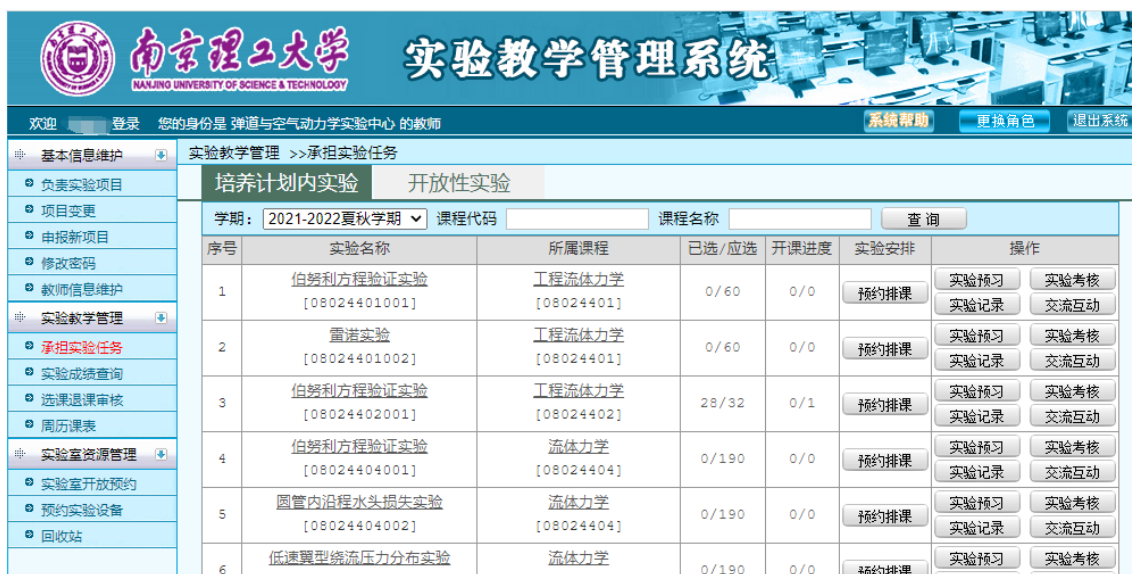 南京理工大学
NANJING UNIVERSITY OF SCIENCE & TECHNOLOGY
实验教学管理系统
欢迎 登录 您的身份是 弹道与空气动力学实验中心 的教师 系统帮助 更换角色 退出系统
基本信息维护
负责实验项目
项目变更
申报新项目
修改密码
教师信息维护
实验教学管理
承担实验任务
实验成绩查询
选课退课审核
周历课表
实验室资源管理
实验室开放预约
预约实验设备
回收站
实验教学管理 >>承担实验任务
培养计划内实验 开放性实验
学期: 2021-2022夏秋学期 课程代码 课程名称 查 询
序号 实验名称 所属课程 已选/应选 开课进度 实验安排 操作
1 伯努利方程验证实验 工程流体力学 0/60 0/0 预约排课 实验预习 实验考核
[08024401001] [08024401] 实验记录 交流互动
2 雷诺实验 工程流体力学 0/60 0/0 预约排课 实验预习 实验考核
[08024401002] [08024401] 实验记录 交流互动
3 伯努利方程验证实验 工程流体力学 28/32 0/1 预约排课 实验预习 实验考核
[08024402001] [08024402] 实验记录 交流互动
4 伯努利方程验证实验 流体力学 0/190 0/0 预约排课 实验预习 实验考核
[08024404001] [08024404] 实验记录 交流互动
5 圆管内沿程水头损失实验 流体力学 0/190 0/0 预约排课 实验预习 实验考核
[08024404002] [08024404] 实验记录 交流互动
6 低速翼型绕流压力分布实验 流体力学 0/190 0/0 预约排课 实验预习 实验考核